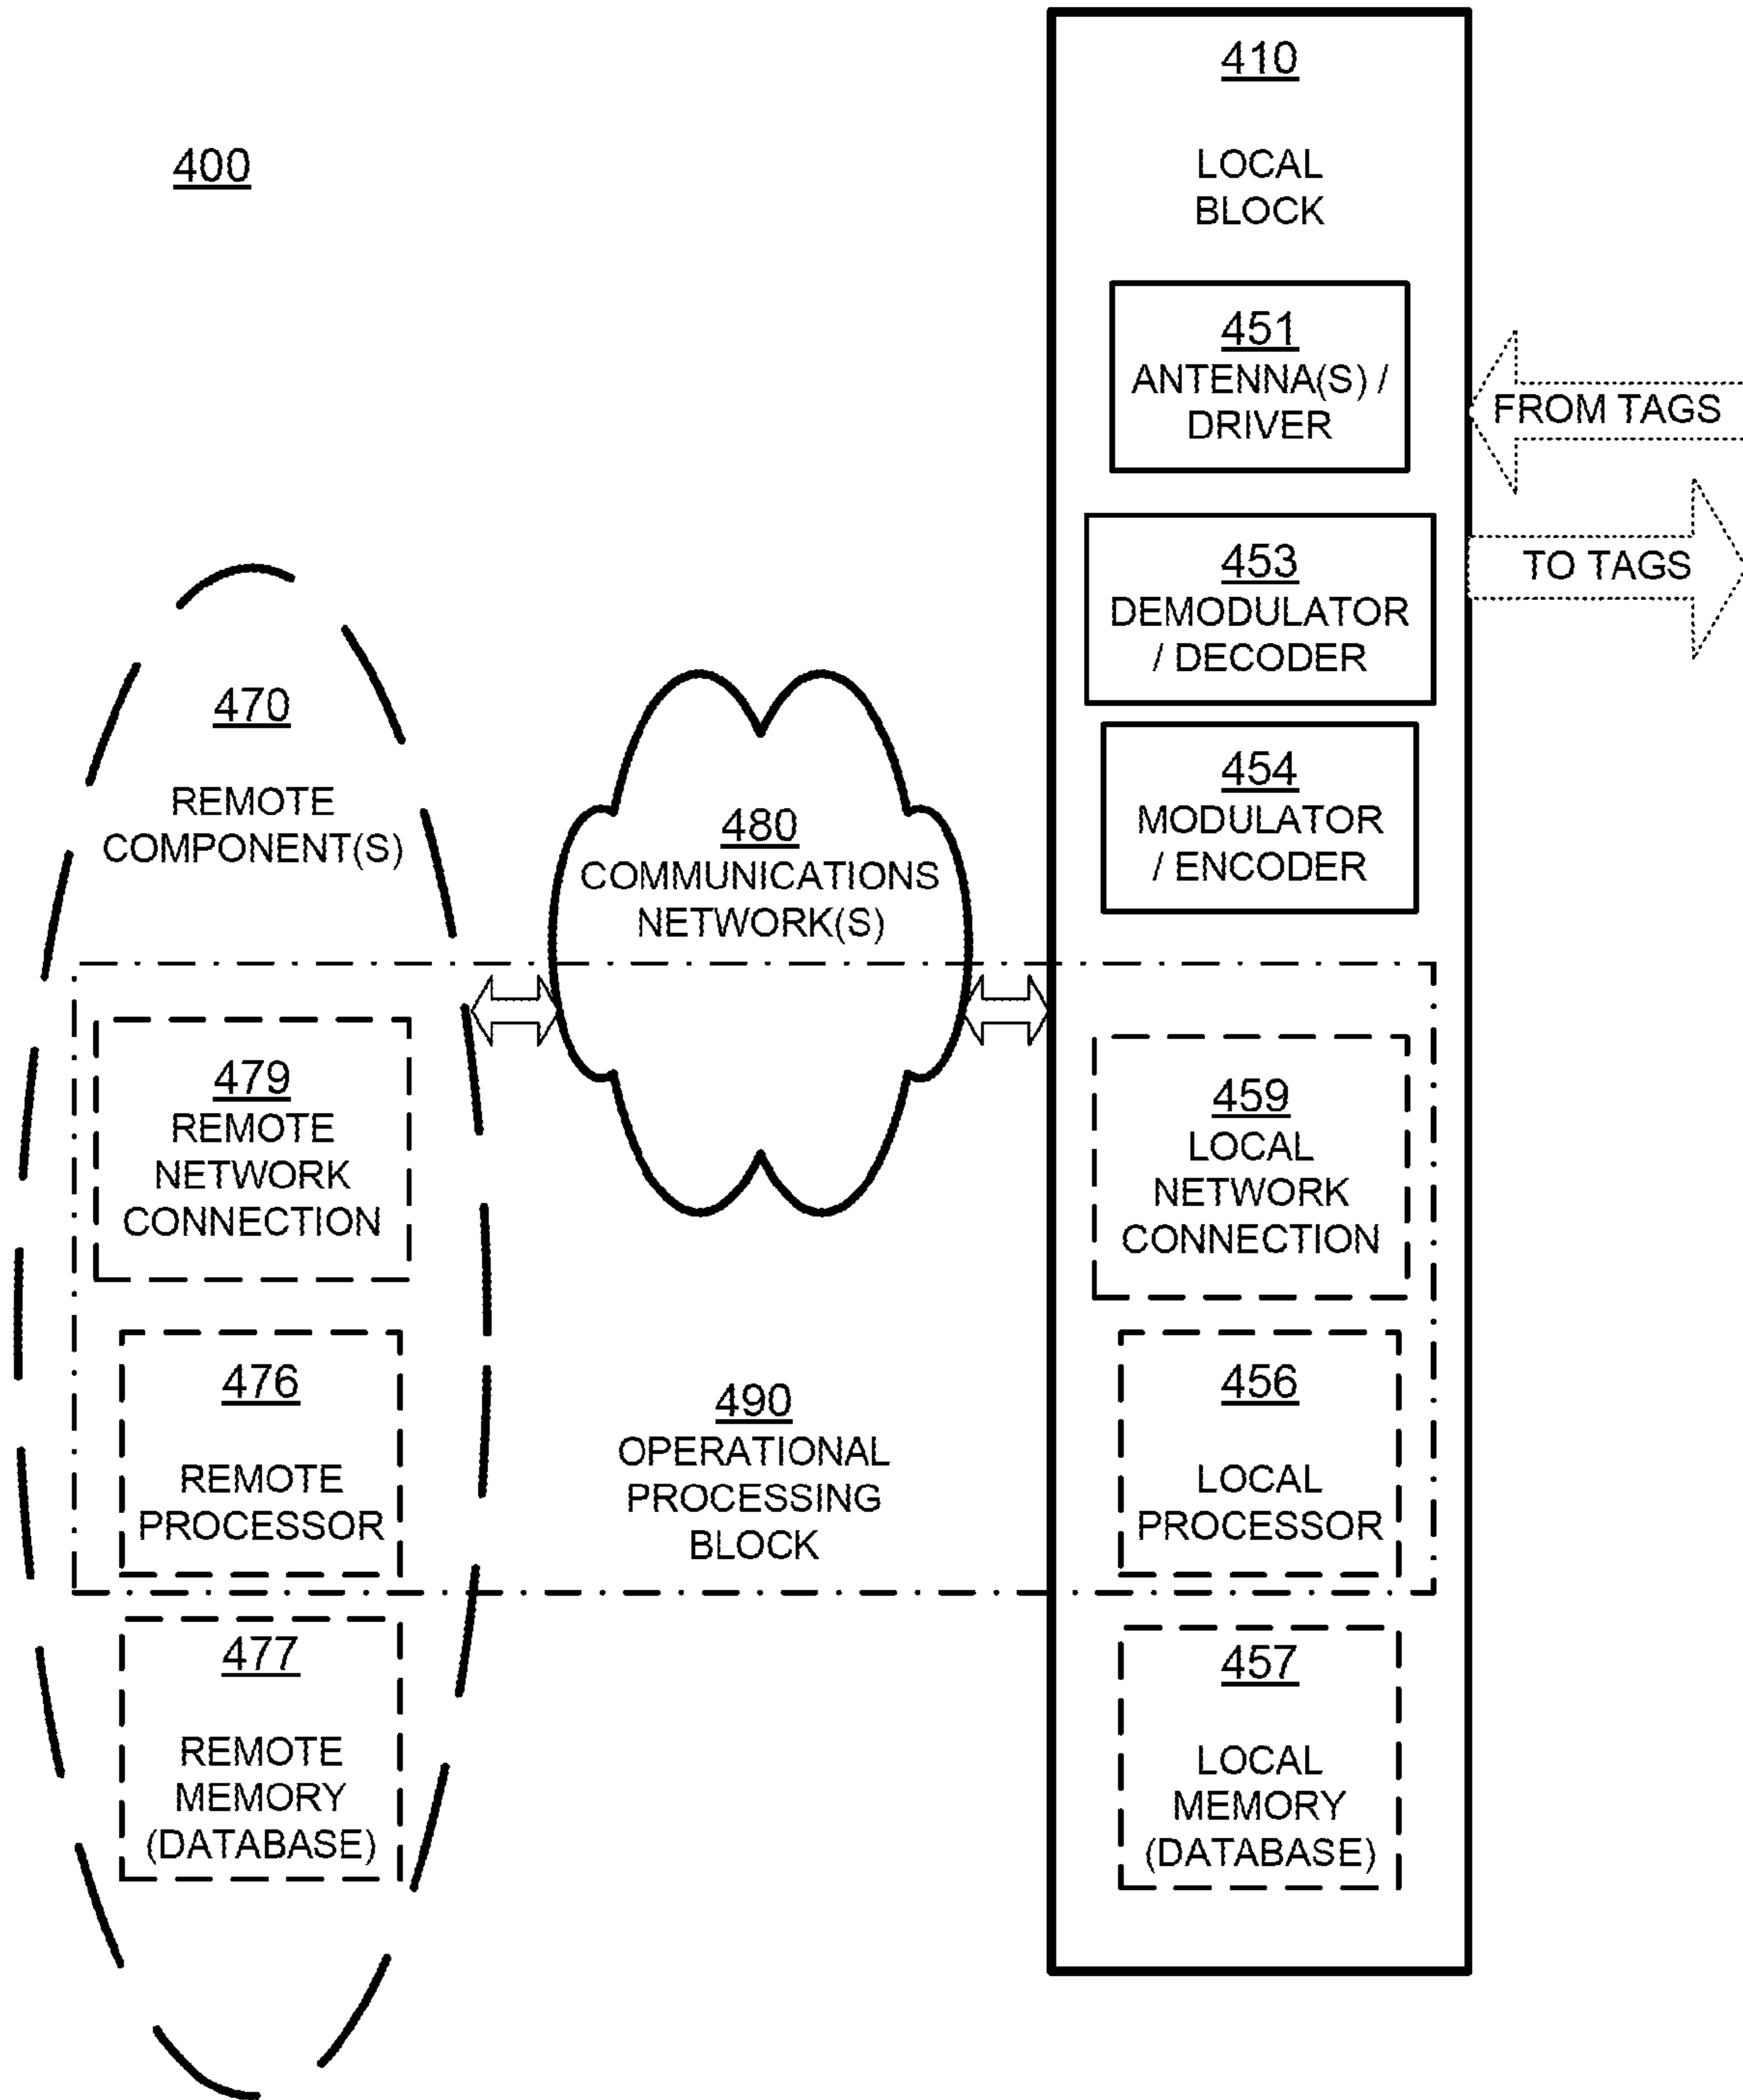 400
410
LOCAL
BLOCK
451
ANTENNA(S) /
DRIVER
FROM TAGS
453
DEMODULATOR
/ DECODER
TO TAGS
454
MODULATOR
/ ENCODER
470
REMOTE
COMPONENT(S)
480
COMMUNICATIONS
NETWORK(S)
479
REMOTE
NETWORK
CONNECTION
459
LOCAL
NETWORK
CONNECTION
476
REMOTE
PROCESSOR
490
OPERATIONAL
PROCESSING
BLOCK
456
LOCAL
PROCESSOR
477
REMOTE
MEMORY
(DATABASE)
457
LOCAL
MEMORY
(DATABASE)